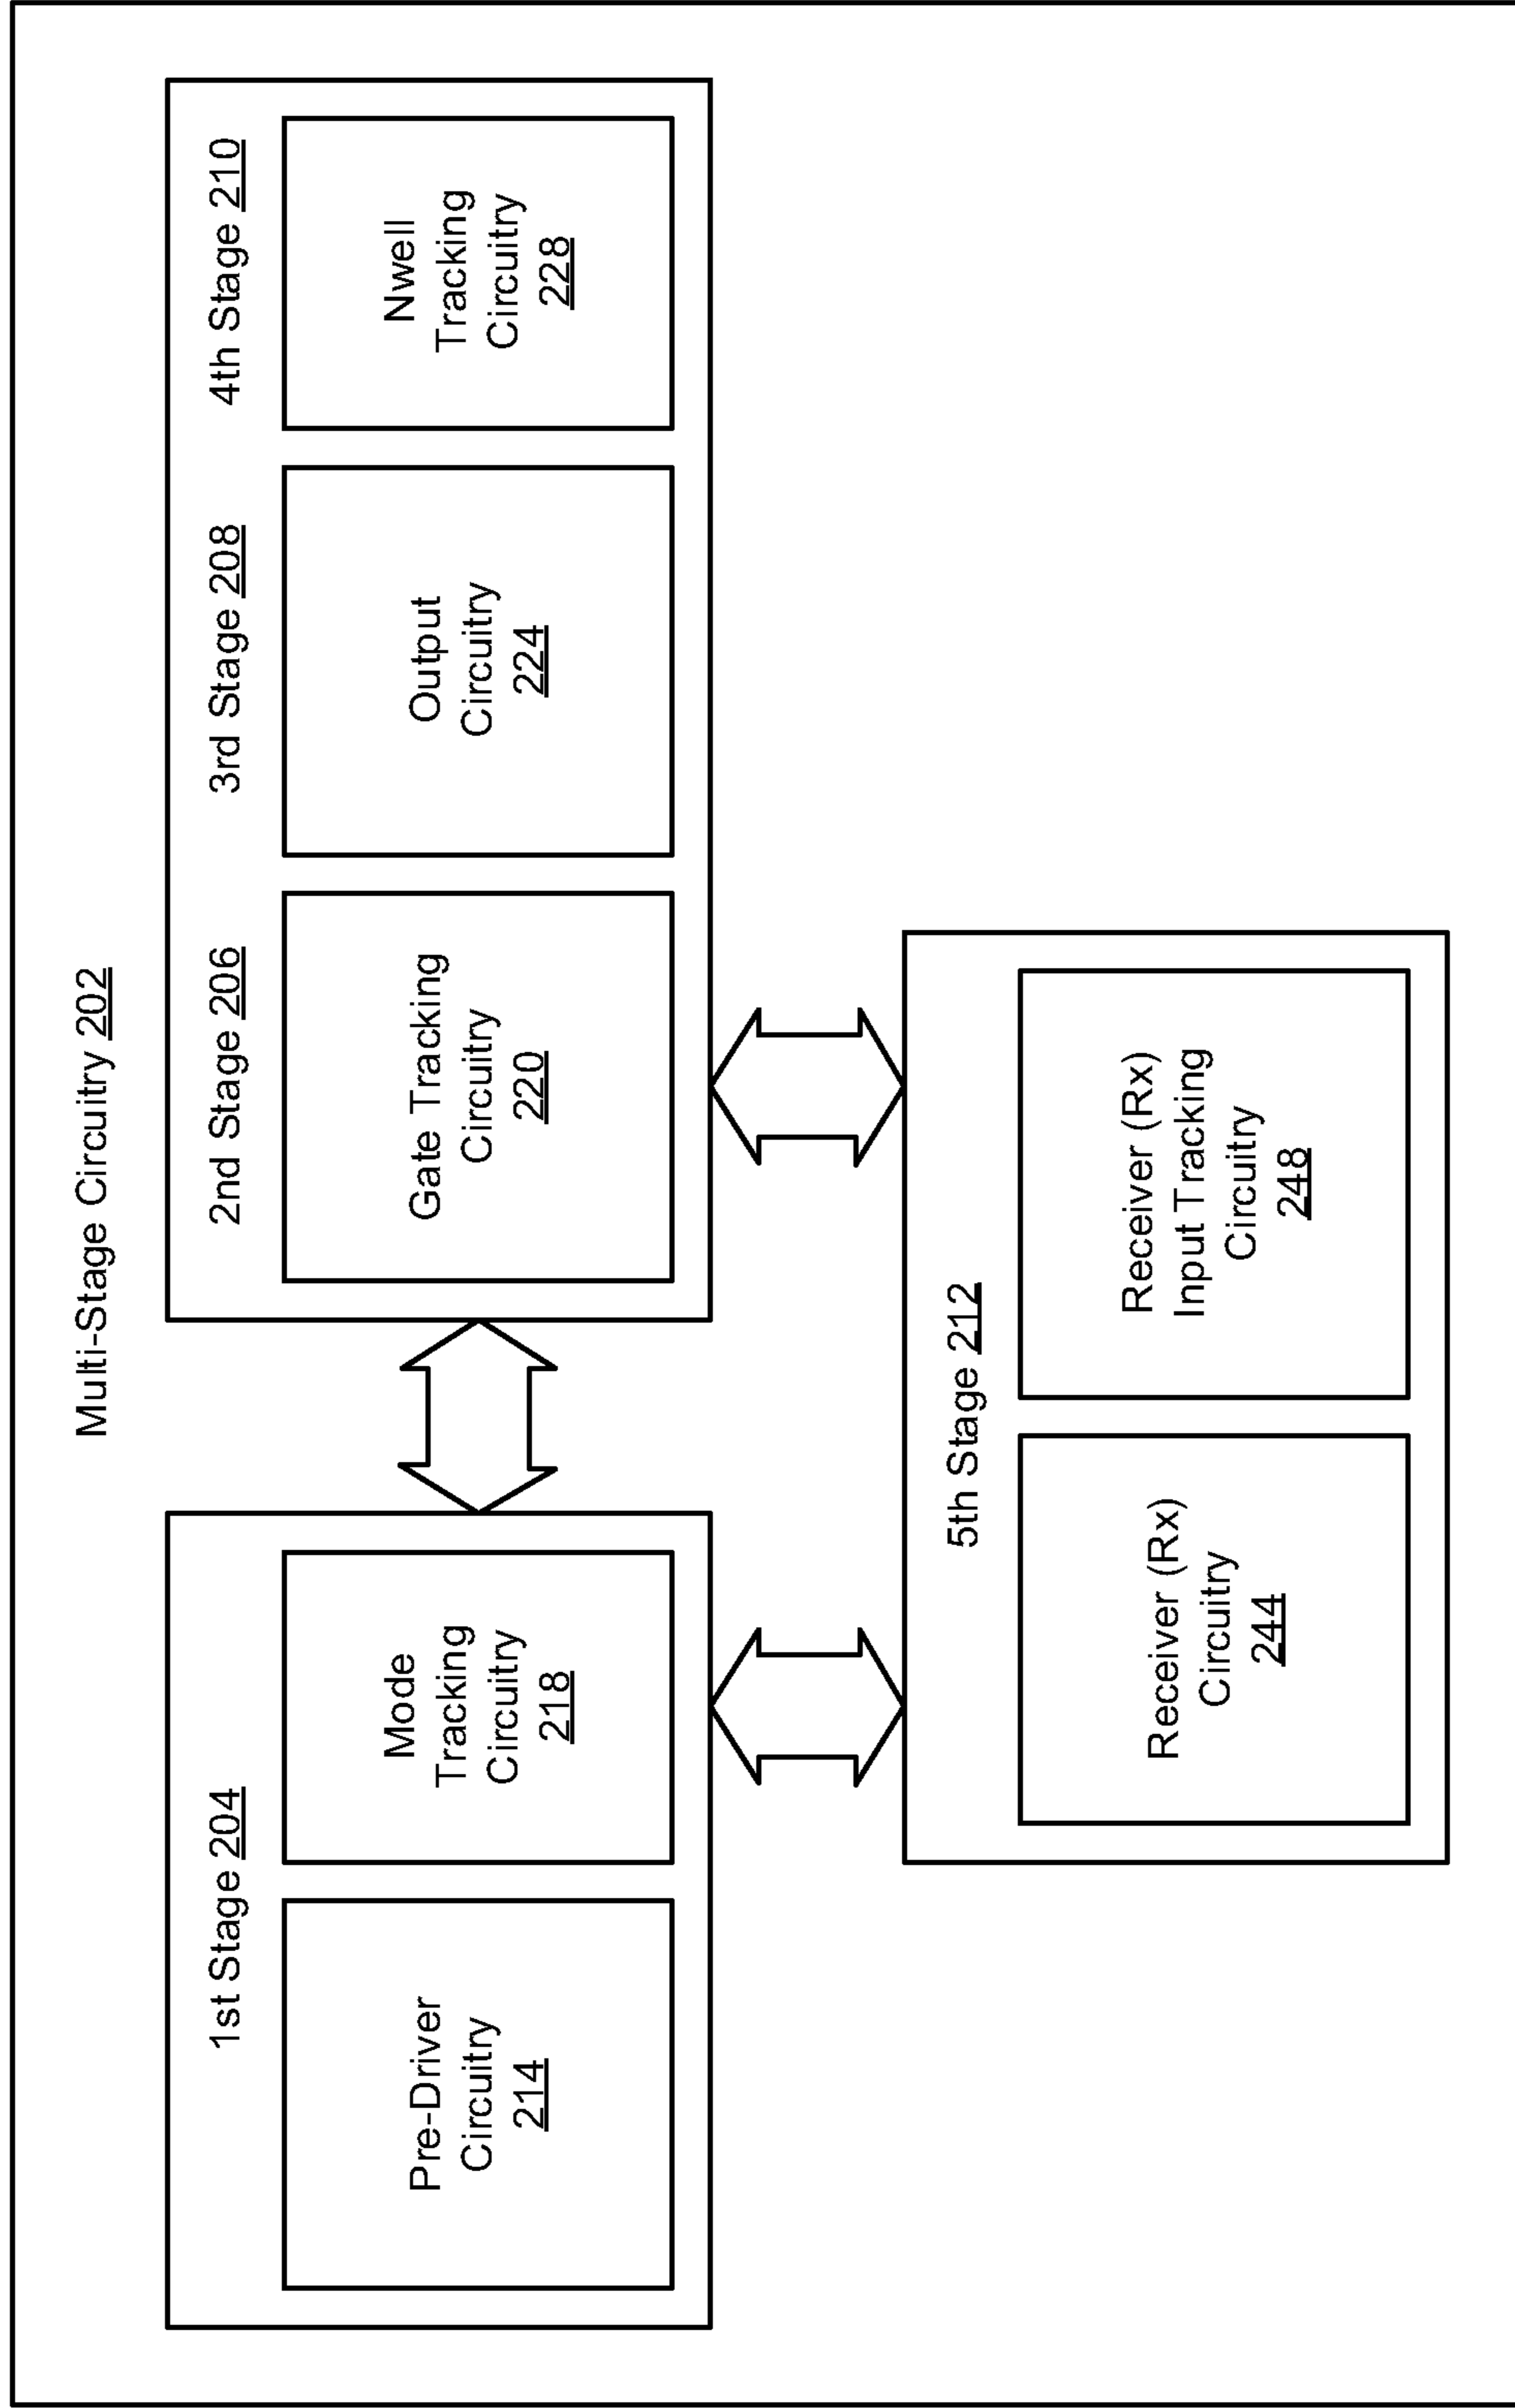 Multi-Stage Circuitry 202
1st Stage 204
Pre-Driver
Circuitry
214
Mode
Tracking
Circuitry
218
2nd Stage 206
3rd Stage 208
4th Stage 210
Gate Tracking
Circuitry
220
Output
Circuitry
224
Nwell
Tracking
Circuitry
228
5th Stage 212
Receiver (Rx)
Circuitry
244
Receiver (Rx)
Input Tracking
Circuitry
248